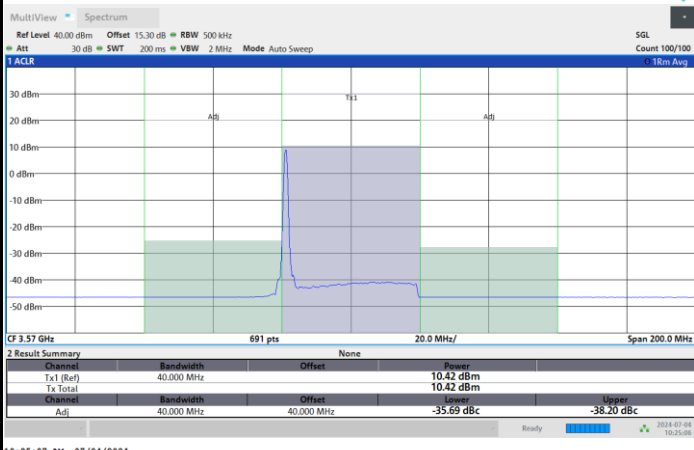 MultiView Spectrum
Ref Level 40.00 dBm Offset 15.30 dB RBW 500 kHz SGL
Att 30 dB SWT 200 ms VBW 2 MHz Mode Auto Sweep Count 100/100
1 ACLR 1Rm Avg
30 dBm
Tx1
20 dBm Adj Adj
10 dBm
0 dBm
-10 dBm
-20 dBm
-30 dBm
-40 dBm
-50 dBm
CF 3.57 GHz 691 pts 20.0 MHz/ Span 200.0 MHz
2 Result Summary None
Channel Bandwidth Offset Power
Tx1 (Ref) 40.000 MHz 10.42 dBm
Tx Total 10.42 dBm
Channel Bandwidth Offset Lower Upper
Adj 40.000 MHz 40.000 MHz -35.69 dBc -38.20 dBc
Ready 2024-07-04
10:25:06